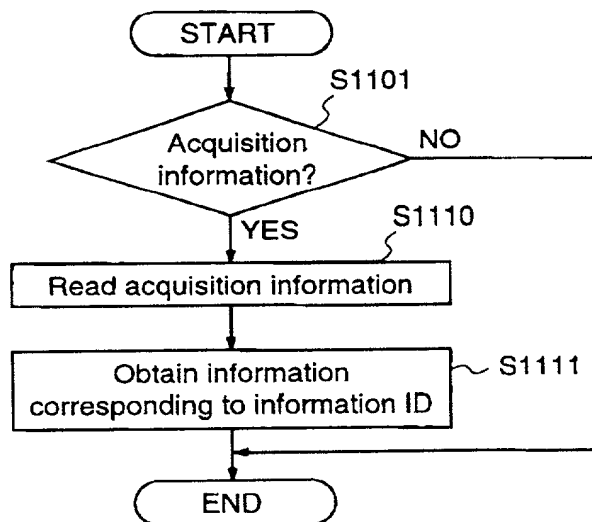 START
S1101
Acquisition
information?
NO
YES
S1110
Read acquisition information
Obtain information
corresponding to information ID
S1111
END